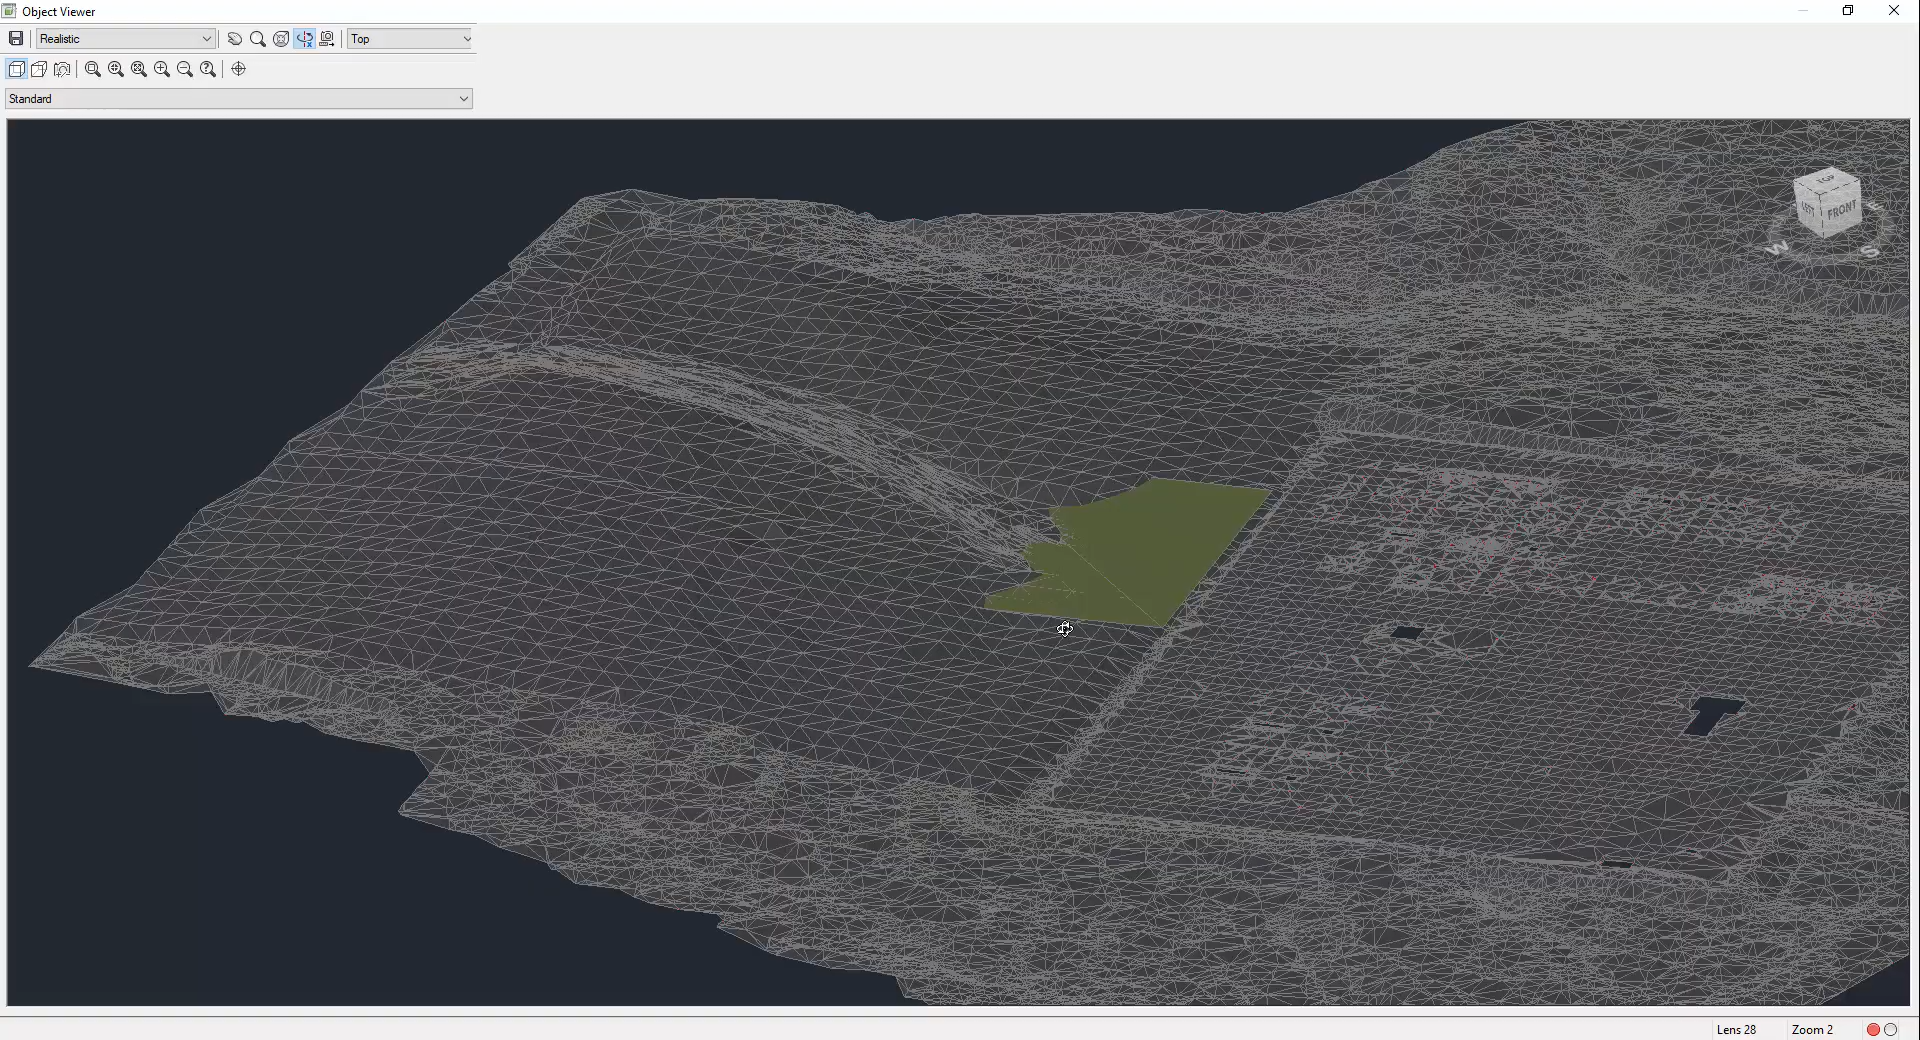 Object Viewer
Realistic
Top
Standard
TOP
LEFT
FRONT
E
W
S
Lens 28
Zoom 2